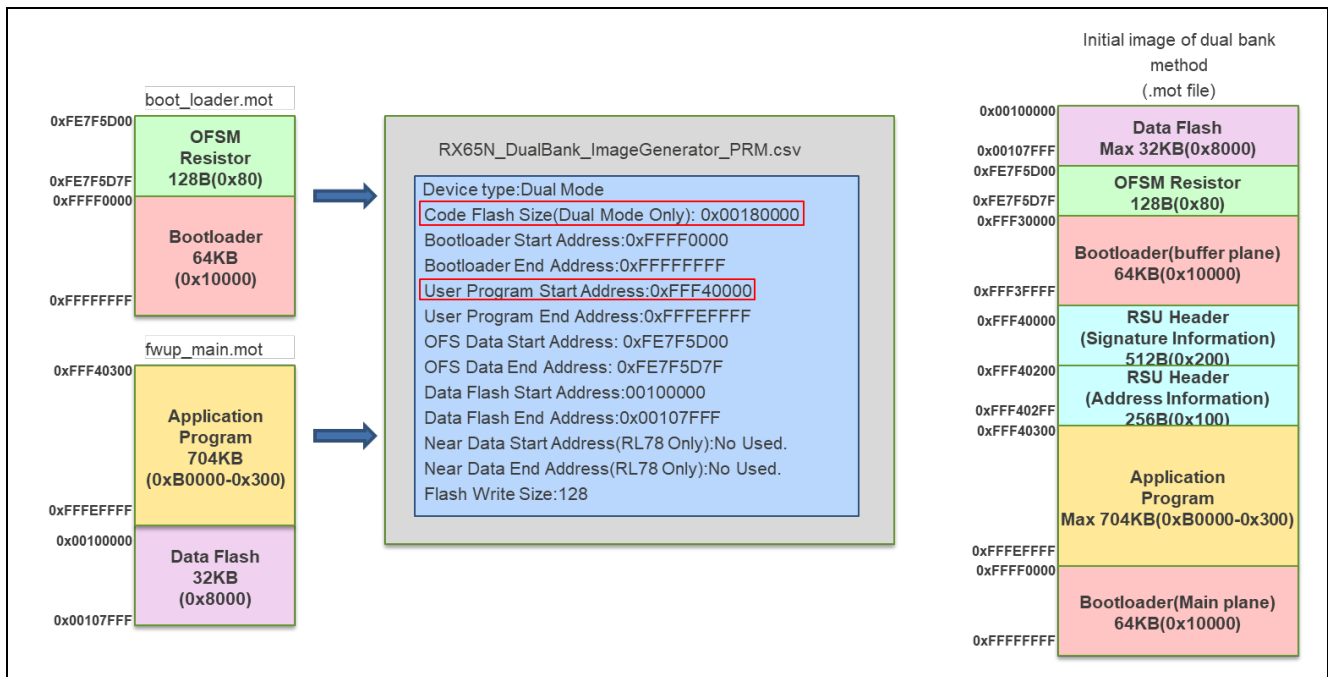 boot_loader.mot
0xFE7F5D00
OFSM
Resistor
128B(0x80)
0xFE7F5D7F
0xFFFF0000
Bootloader
64KB
(0x10000)
0xFFFFFFFF
fwup_main.mot
0xFFF40300
Application
Program
704KB
(0xB0000-0x300)
0xFFFEFFFF
0x00100000
Data Flash
32KB
(0x8000)
0x00107FFF
RX65N_DualBank_ImageGenerator_PRM.csv
Device type:Dual Mode
Code Flash Size(Dual Mode Only): 0x00180000
Bootloader Start Address:0xFFFF0000
Bootloader End Address:0xFFFFFFFF
User Program Start Address:0xFFF40000
User Program End Address:0xFFFEFFFF
OFS Data Start Address: 0xFE7F5D00
OFS Data End Address: 0xFE7F5D7F
Data Flash Start Address:00100000
Data Flash End Address:0x00107FFF
Near Data Start Address(RL78 Only):No Used.
Near Data End Address(RL78 Only):No Used.
Flash Write Size:128
Initial image of dual bank
method
(.mot file)
0x00100000
Data Flash
Max 32KB(0x8000)
0x00107FFF
0xFE7F5D00
OFSM Resistor
128B(0x80)
0xFE7F5D7F
0xFFF30000
Bootloader(buffer plane)
64KB(0x10000)
0xFFF3FFFF
0xFFF40000
RSU Header
(Signature Information)
512B(0x200)
0xFFF40200
RSU Header
(Address Information)
256B(0x100)
0xFFF402FF
0xFFF40300
Application
Program
Max 704KB(0xB0000-0x300)
0xFFFEFFFF
0xFFFF0000
Bootloader(Main plane)
64KB(0x10000)
0xFFFFFFFF